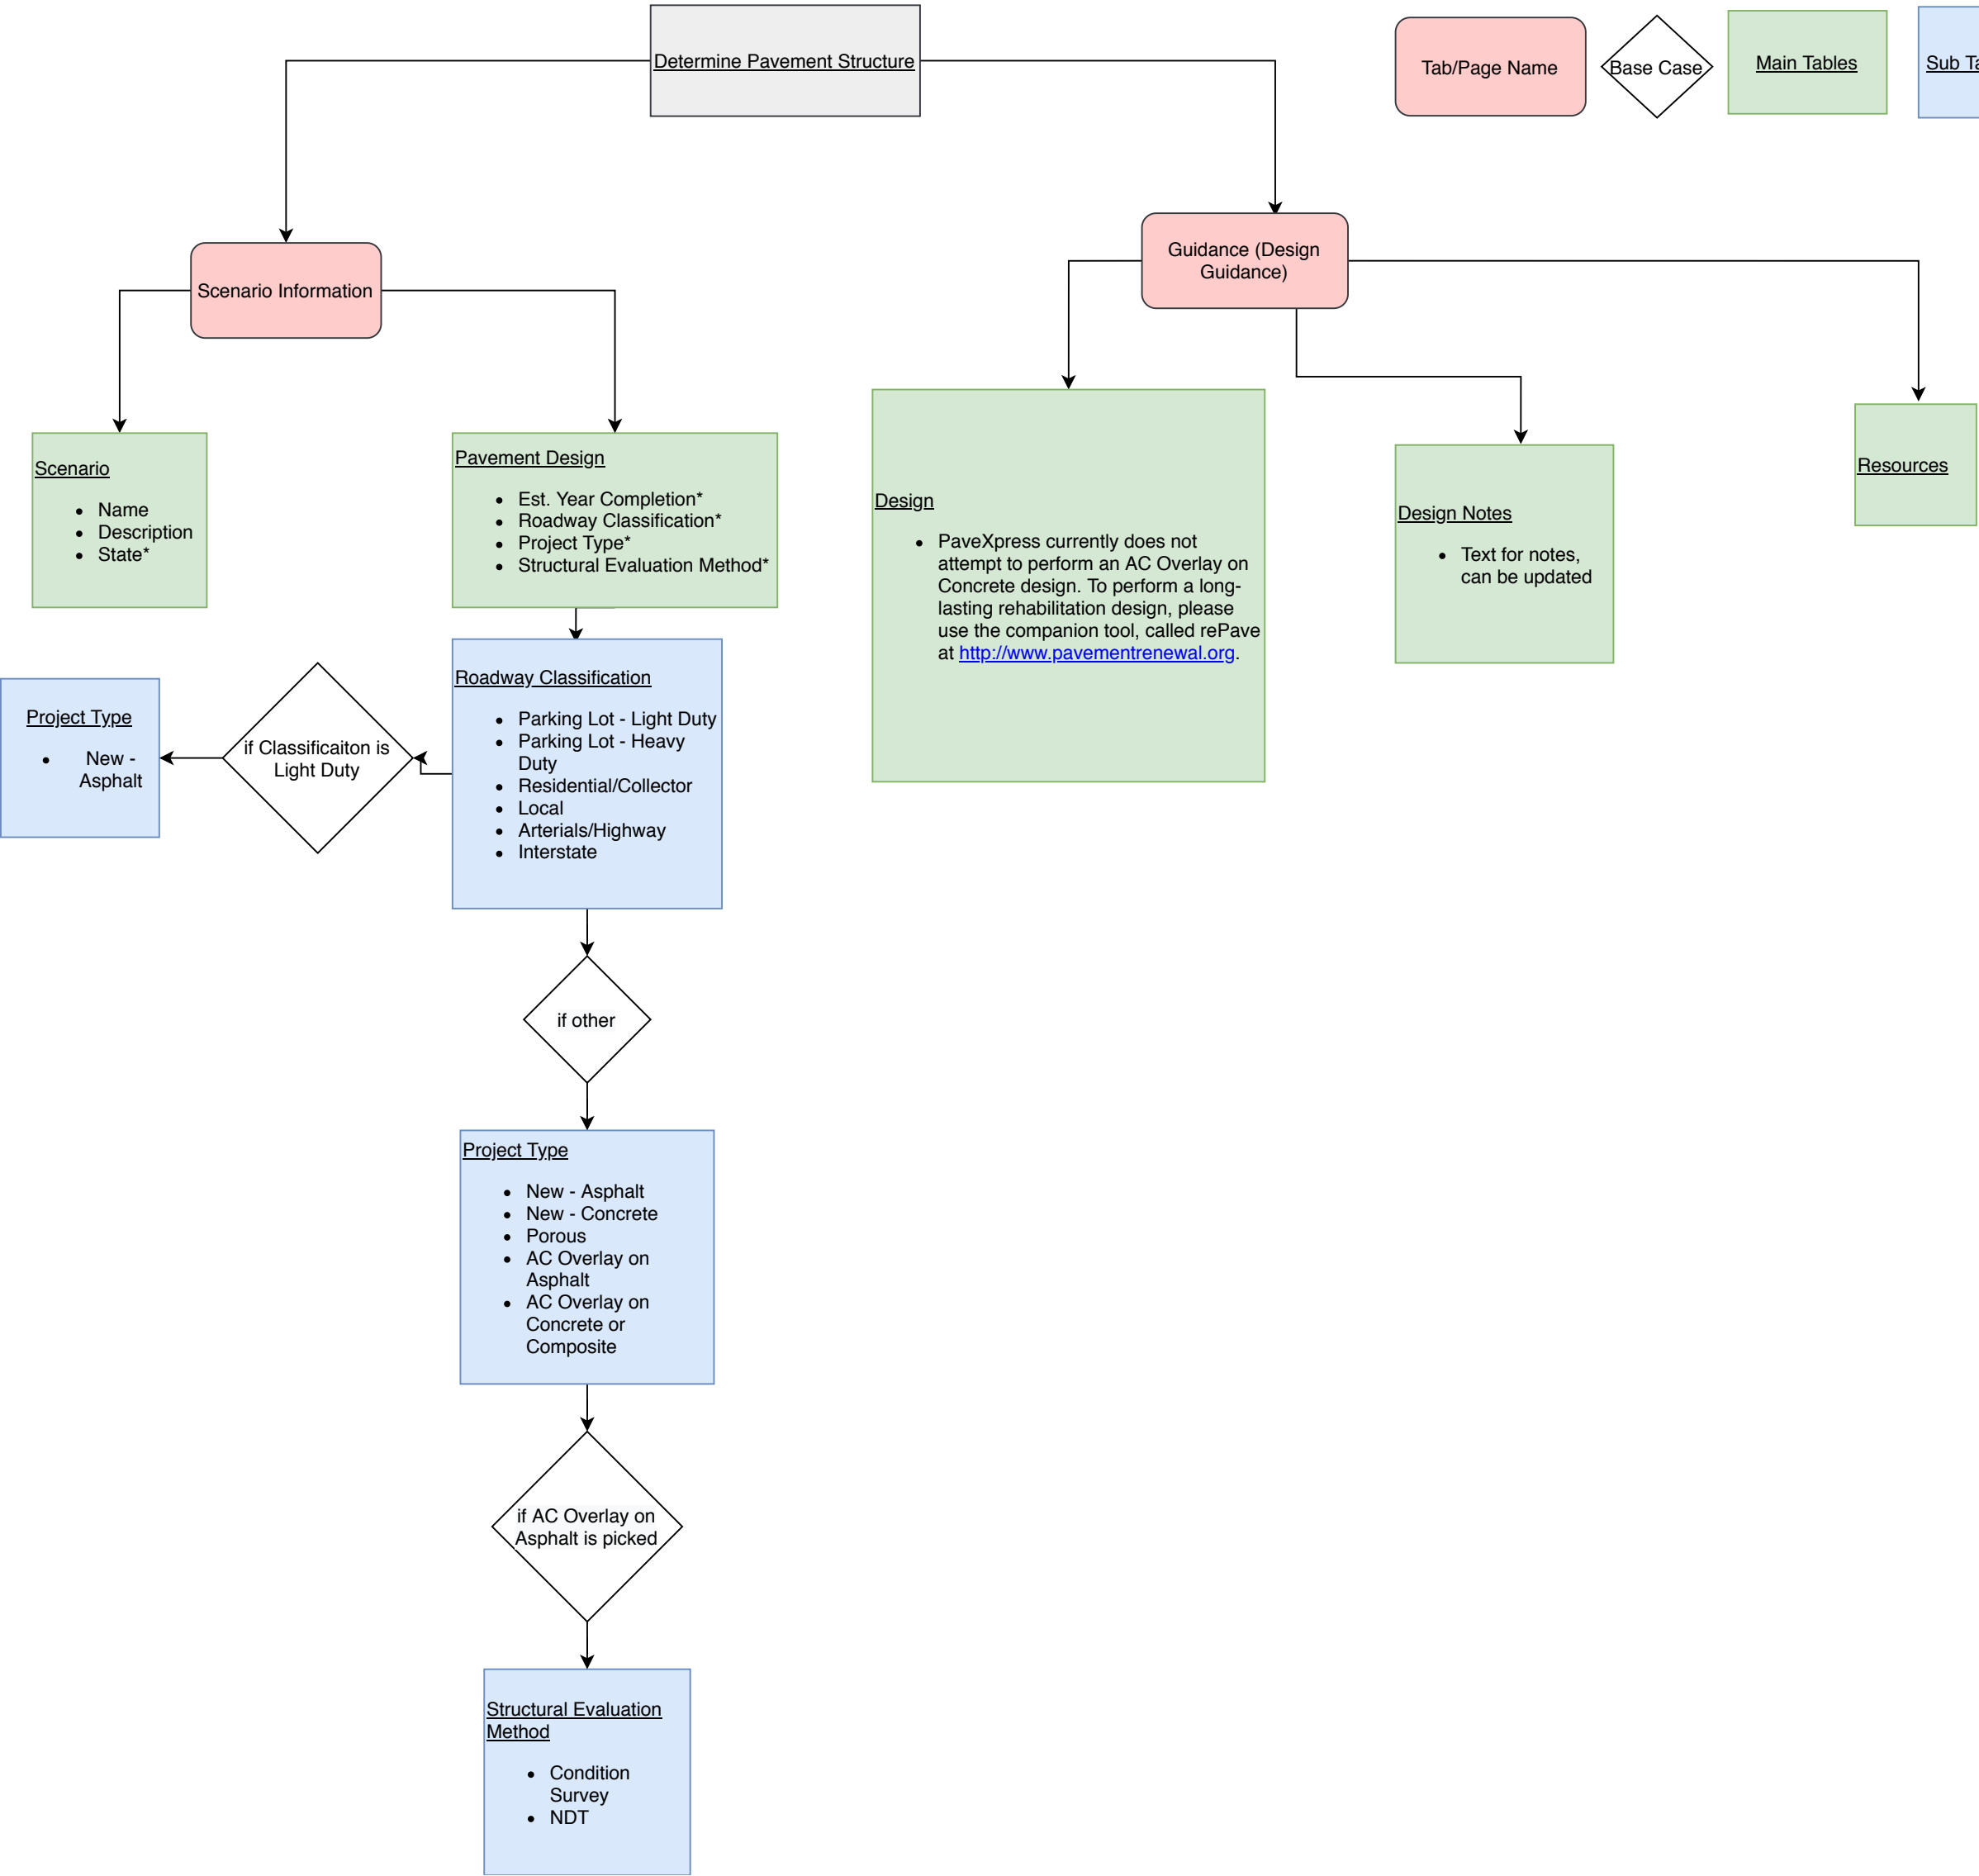 Determine Pavement Structure
Tab/Page Name
Base Case
Main Tables
Sub
Guidance (Design
Guidance)
Scenario Information
Scenario
• Name
• Description
• State*
Pavement Design
• Est. Year Completion*
• Roadway Classification*
• Project Type*
• Structural Evaluation Method*
Design
• PaveXpress currently does not
attempt to perform an AC Overlay on
Concrete design. To perform a long-
lasting rehabilitation design, please
use the companion tool, called rePave
at http://www.pavementrenewal.org.
Design Notes
• Text for notes,
can be updated
Resources
Roadway Classification
• Parking Lot - Light Duty
• Parking Lot - Heavy
Duty
• Residential/Collector
• Local
• Arterials/Highway
• Interstate
if Classificaiton is
Light Duty
Project Type
• New -
Asphalt
if other
Project Type
• New - Asphalt
• New - Concrete
• Porous
• AC Overlay on
Asphalt
• AC Overlay on
Concrete or
Composite
if AC Overlay on
Asphalt is picked
Structural Evaluation
Method
• Condition
Survey
• NDT